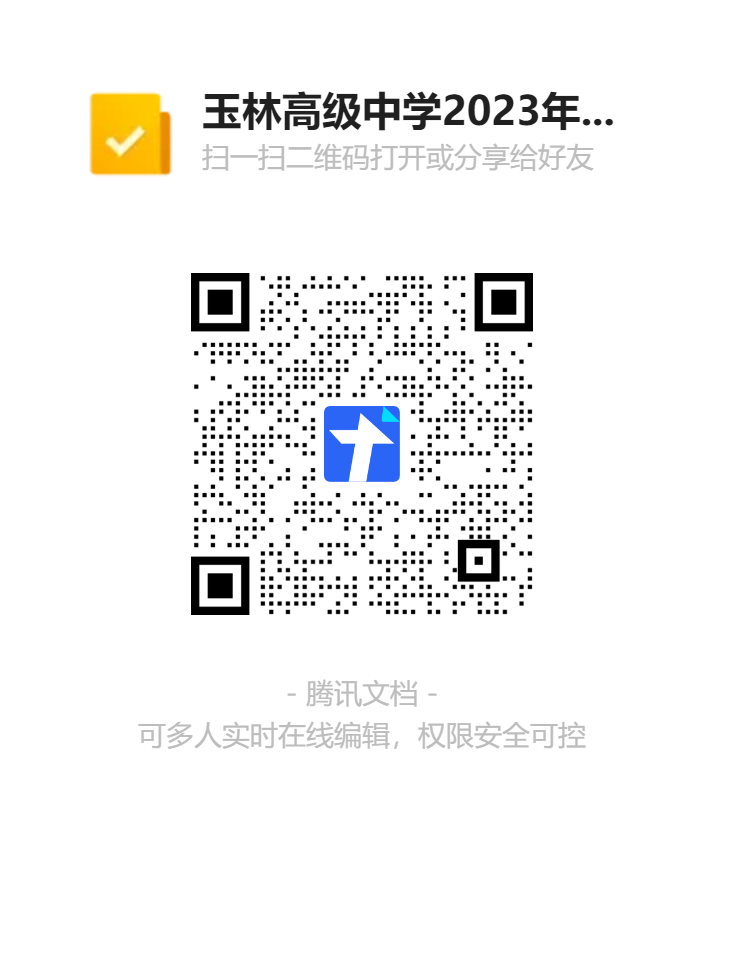 玉林高级中学2023年...
扫一扫二维码打开或分享给好友
- 腾讯文档 -
可多人实时在线编辑，权限安全可控